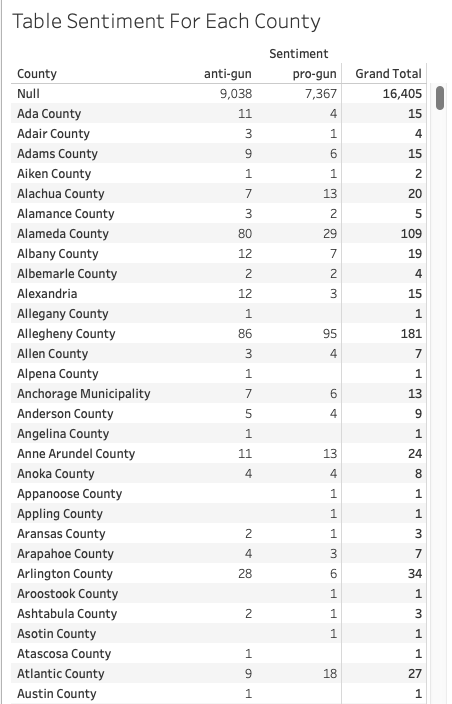 Table Sentiment For Each County
Sentiment
County anti-gun pro-gun Grand Total
Null 9,038 7,367 16,405
Ada County 11 4 15
Adair County 3 1 4
Adams County 9 6 15
Aiken County 1 1 2
Alachua County 7 13 20
Alamance County 3 2 5
Alameda County 80 29 109
Albany County 12 7 19
Albemarle County 2 2 4
Alexandria 12 3 15
Allegany County 1 1
Allegheny County 86 95 181
Allen County 3 4 7
Alpena County 1 1
Anchorage Municipality 7 6 13
Anderson County 5 4 9
Angelina County 1 1
Anne Arundel County 11 13 24
Anoka County 4 4 8
Appanoose County 1 1
Appling County 1 1
Aransas County 2 1 3
Arapahoe County 4 3 7
Arlington County 28 6 34
Aroostook County 1 1
Ashtabula County 2 1 3
Asotin County 1 1
Atascosa County 1 1
Atlantic County 9 18 27
Austin County 1 1